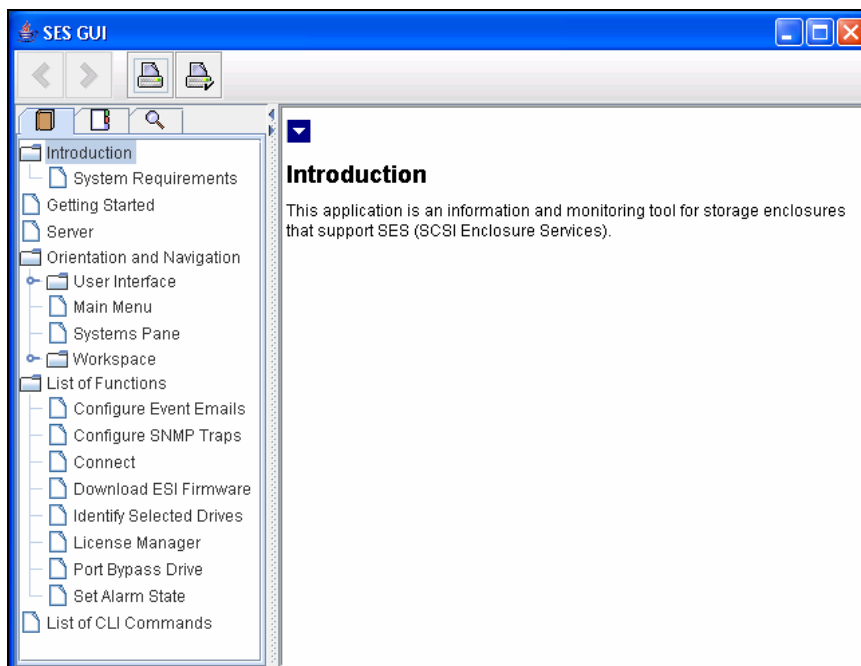 SES GUI
Introduction
System Requirements
Getting Started
Server
Orientation and Navigation
User Interface
Main Menu
Systems Pane
Workspace
List of Functions
Configure Event Emails
Configure SNMP Traps
Connect
Download ESI Firmware
Identify Selected Drives
License Manager
Port Bypass Drive
Set Alarm State
List of CLI Commands
Introduction
This application is an information and monitoring tool for storage enclosures
that support SES (SCSI Enclosure Services).